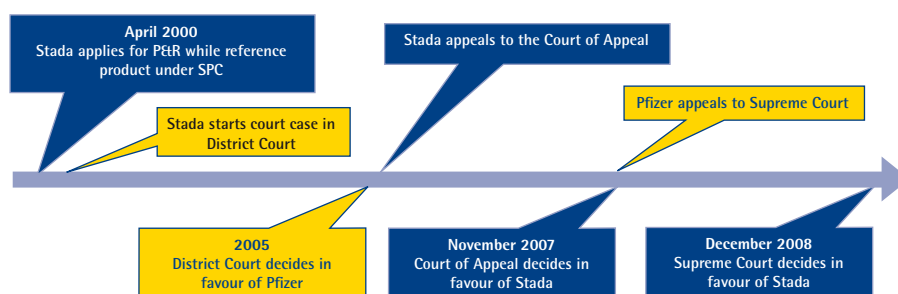 April 2000
Stada applies for P&R while reference
product under SPC
Stada appeals to the Court of Appeal
Pfizer appeals to Supreme Court
Stada starts court case in
District Court
2005
District Court decides in
favour of Pfizer
November 2007
Court of Appeal decides in
favour of Stada
December 2008
Supreme Court decides in
favour of Stada